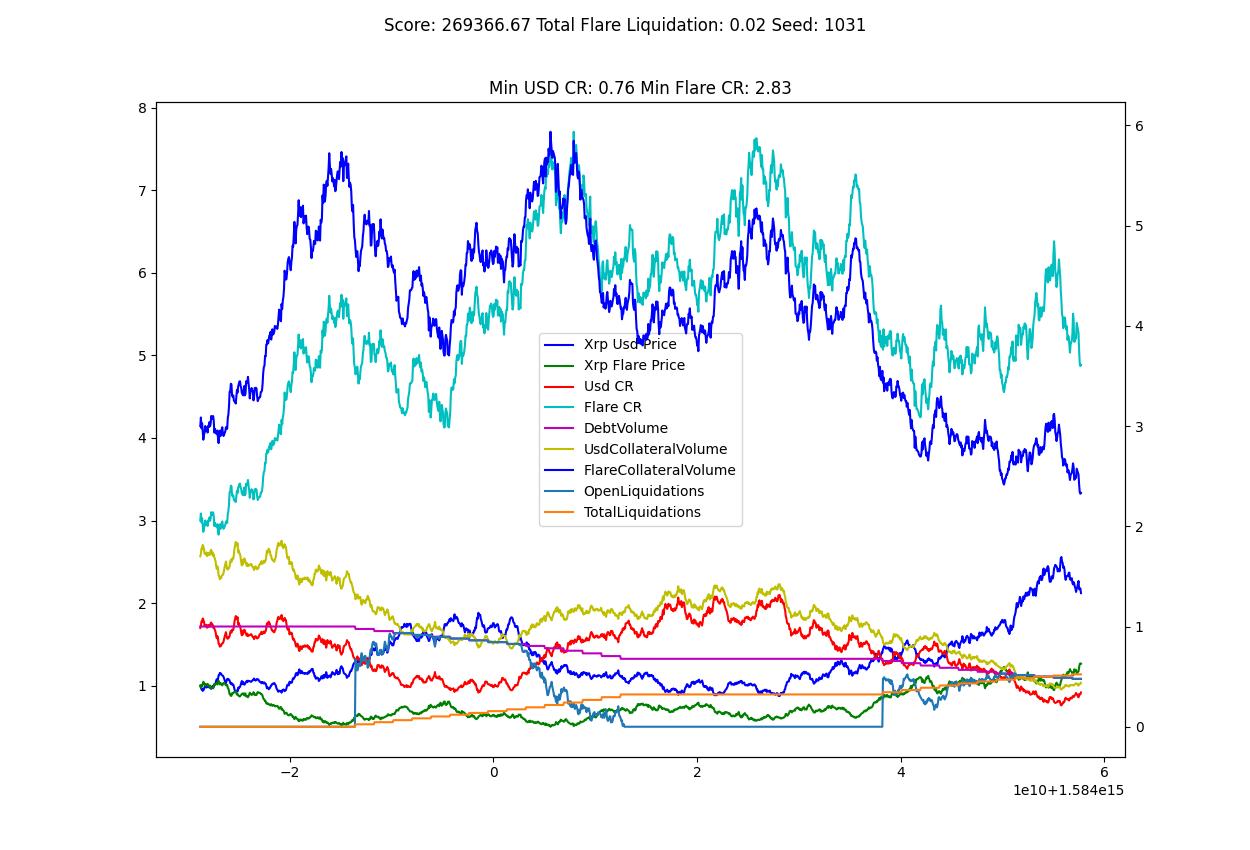 Score: 269366.67 Total Flare Liquidation: 0.02 Seed: 1031
Min USD CR: 0.76 Min Flare CR: 2.83
8
7
6
5
4
3
2
1
6
5
4
3
2
1
0
Xrp Usd Price
Xrp Flare Price
Usd CR
Flare CR
DebtVolume
UsdCollateralVolume
FlareCollateralVolume
OpenLiquidations
TotalLiquidations
−2 0 2 4 6
1e10+1.584e15